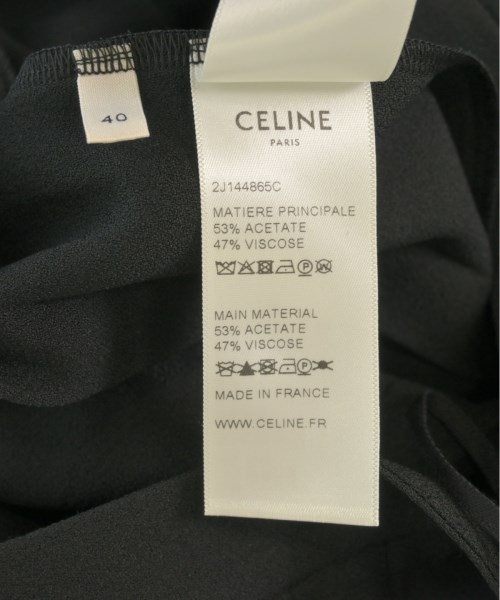 40
CELINE
PARIS
2J144865C
MATIERE PRINCIPALE
53% ACETATE
47% VISCOSE
MAIN MATERIAL
53% ACETATE
47% VISCOSE
MADE IN FRANCE
WWW.CELINE.FR